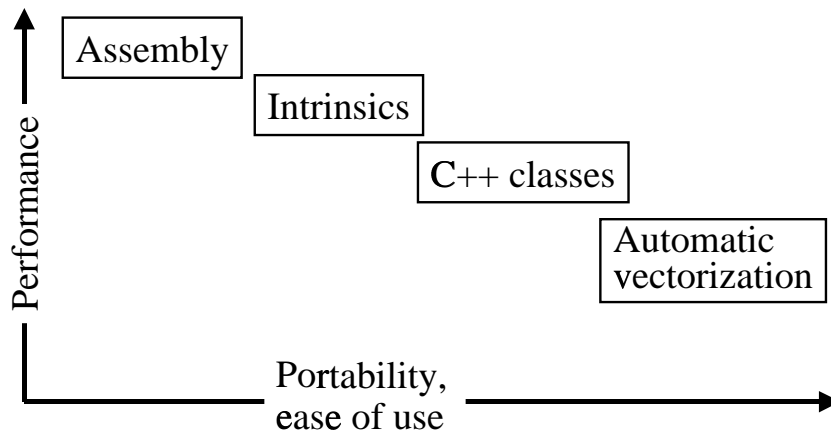 Assembly
Intrinsics
C++ classes
Automatic
vectorization
Performance
Portability,
ease of use